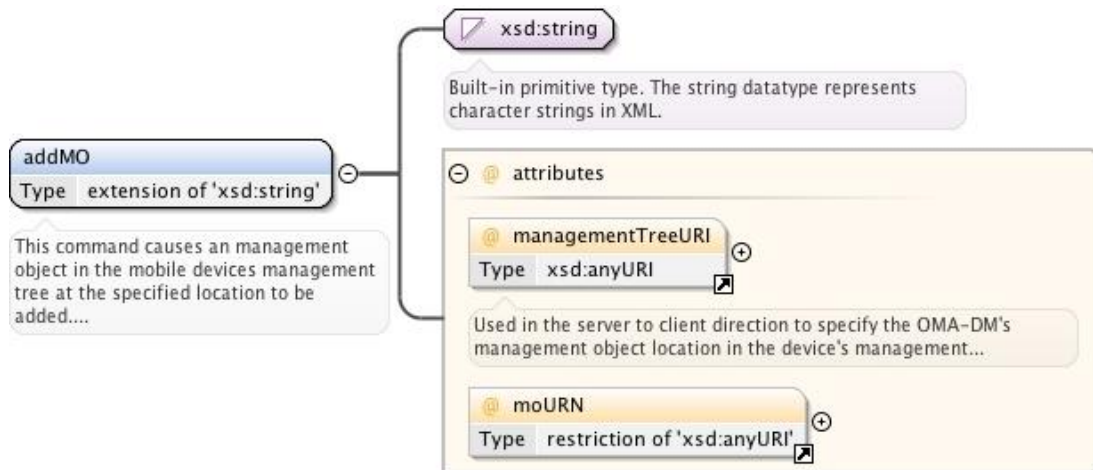 xsd:string
Built-in primitive type. The string datatype represents
character strings in XML.
addMO
Type extension of 'xsd:string'
This command causes an management
object in the mobile devices management
tree at the specified location to be
added....
@ attributes
@ managementTreeURI
Type xsd:anyURI
Used in the server to client direction to specify the OMA-DM's
management object location in the device's management...
@ moURN
Type restriction of 'xsd:anyURI'